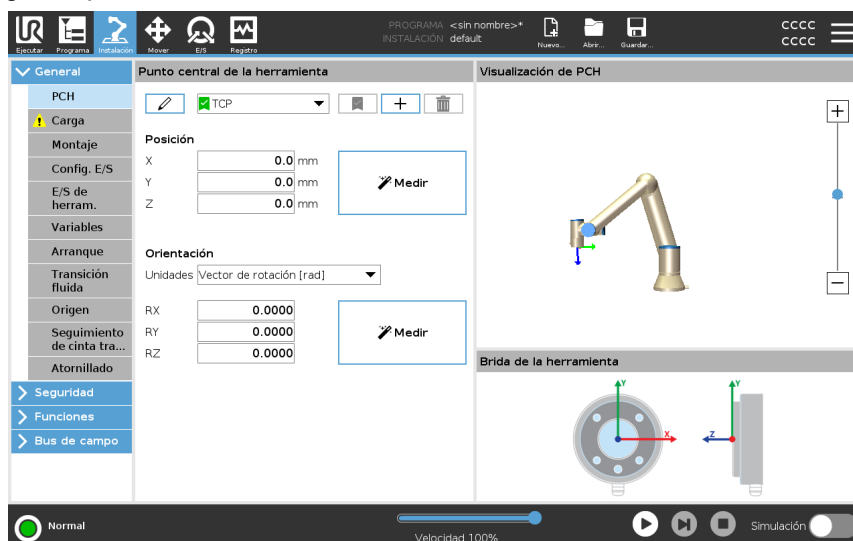 UR
PROGRAMA <sin nombre>*
INSTALACIÓN default
CCCC
CCCC
Ejecutar Programa Instalación Mover E/S Registro Nuevo... Abrir... Guardar...
General
PCH
Carga
Montaje
Config. E/S
E/S de
herram.
Variables
Arranque
Transición
fluida
Origen
Seguimiento
de cinta tra...
Atornillado
Seguridad
Funciones
Bus de campo
Punto central de la herramienta
TCP
Posición
X 0.0 mm
Y 0.0 mm
Z 0.0 mm
Medir
Orientación
Unidades Vector de rotación [rad]
RX 0.0000
RY 0.0000
RZ 0.0000
Medir
Visualización de PCH
Brida de la herramienta
Y
X
Y
Z
Normal
Velocidad 100%
Simulación